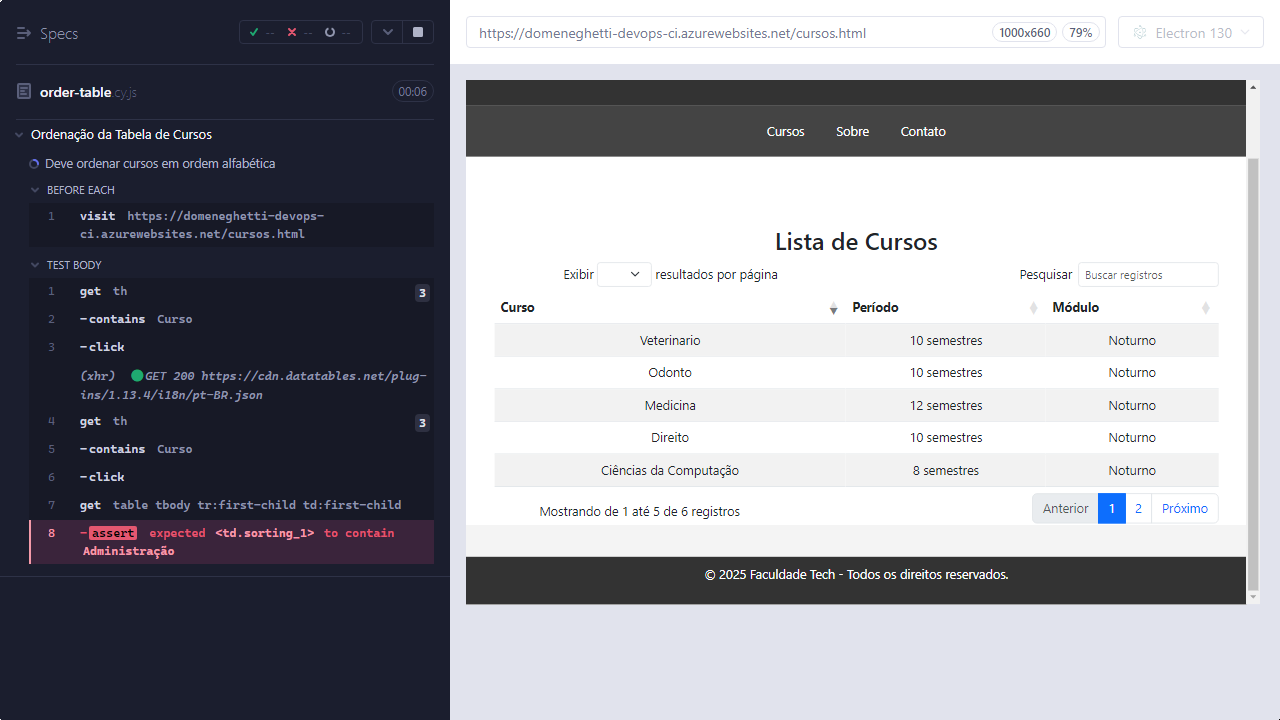 Specs
-- -- --
order-table.cy.js 00:06
Ordenação da Tabela de Cursos
Deve ordenar cursos em ordem alfabética
BEFORE EACH
1 visit https://domeneghetti-devops-
ci.azurewebsites.net/cursos.html
TEST BODY
1 get th 3
2 -contains Curso
3 -click
(xhr) GET 200 https://cdn.datatables.net/plug-
ins/1.13.4/i18n/pt-BR.json
4 get th 3
5 -contains Curso
6 -click
7 get table tbody tr:first-child td:first-child
8 -assert expected <td.sorting_1> to contain
Administração
https://domeneghetti-devops-ci.azurewebsites.net/cursos.html 1000x660 79% Electron 130
Cursos Sobre Contato
Lista de Cursos
Exibir resultados por página Pesquisar Buscar registros
Curso Período Módulo
Veterinario 10 semestres Noturno
Odonto 10 semestres Noturno
Medicina 12 semestres Noturno
Direito 10 semestres Noturno
Ciências da Computação 8 semestres Noturno
Mostrando de 1 até 5 de 6 registros Anterior 1 2 Próximo
© 2025 Faculdade Tech - Todos os direitos reservados.